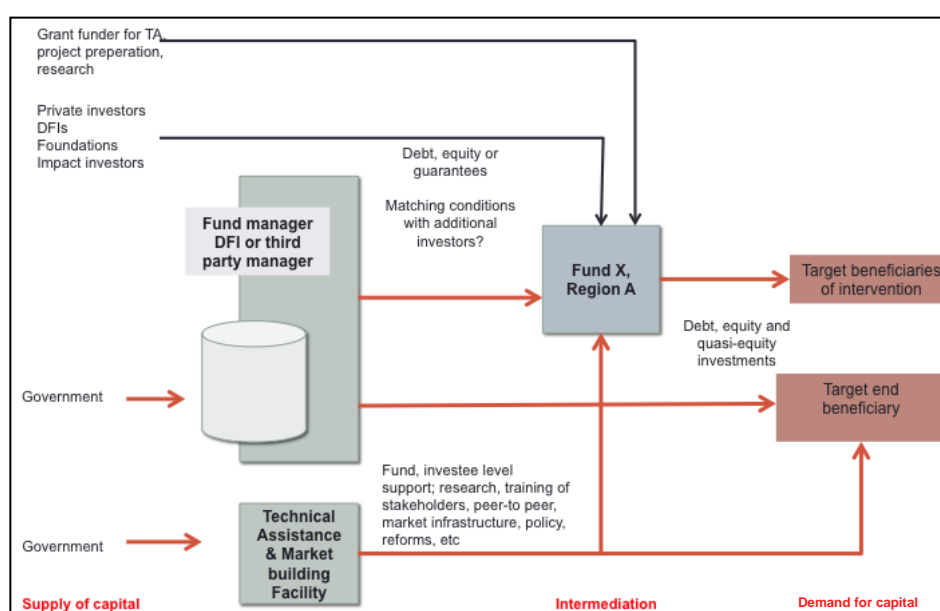 Grant funder for TA,
project preperation,
research
Private investors
DFIs
Foundations
Impact investors
Debt, equity or
guarantees
Matching conditions
with additional
investors?
Fund manager
DFI or third
party manager
Fund X,
Region A
Target beneficiaries
of intervention
Debt, equity and
quasi-equity
investments
Government
Target end
beneficiary
Fund, investee level
support; research, training of
stakeholders, peer-to peer,
market infrastructure, policy,
reforms, etc
Government
Technical
Assistance
& Market
building
Facility
Supply of capital
Intermediation
Demand for capital